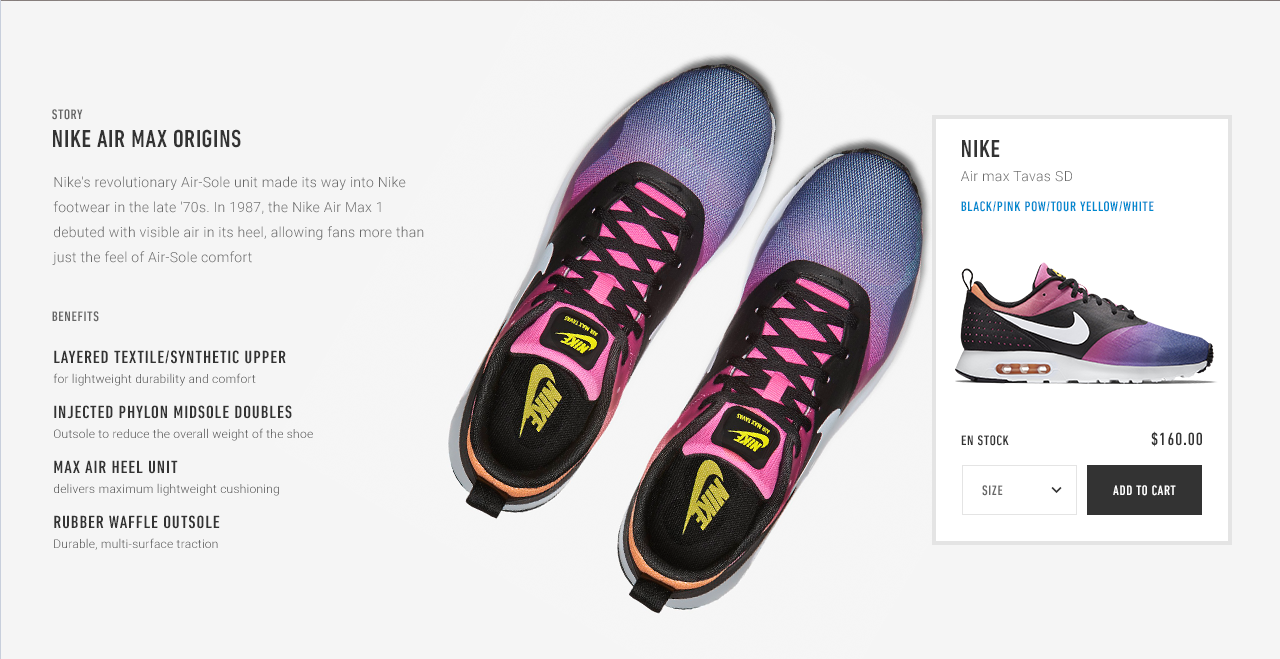 STORY
NIKE AIR MAX ORIGINS
Nike's revolutionary Air-Sole unit made its way into Nike
footwear in the late '70s. In 1987, the Nike Air Max 1
debuted with visible air in its heel, allowing fans more than
just the feel of Air-Sole comfort
BENEFITS
LAYERED TEXTILE/SYNTHETIC UPPER
for lightweight durability and comfort
INJECTED PHYLON MIDSOLE DOUBLES
Outsole to reduce the overall weight of the shoe
MAX AIR HEEL UNIT
delivers maximum lightweight cushioning
RUBBER WAFFLE OUTSOLE
Durable, multi-surface traction
AIR MAX TAVAS
NIKE
NIKE
AIR MAX TAVAS
NIKE
NIKE
NIKE
Air max Tavas SD
BLACK/PINK POW/TOUR YELLOW/WHITE
EN STOCK
$160.00
SIZE
ADD TO CART